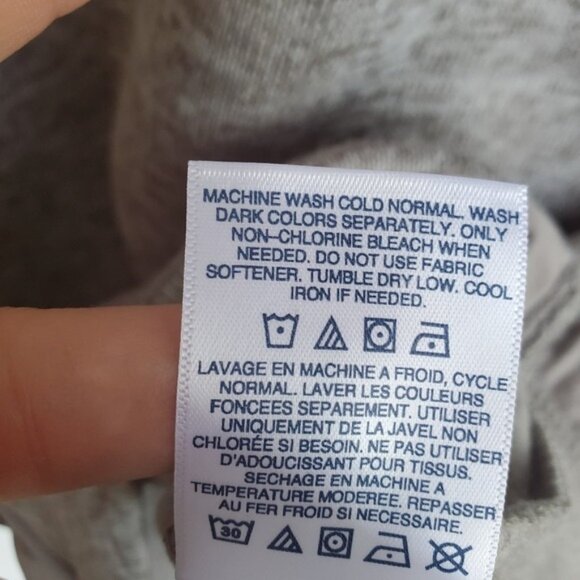 MACHINE WASH COLD NORMAL. WASH
DARK COLORS SEPARATELY. ONLY
NON-CHLORINE BLEACH WHEN
NEEDED. DO NOT USE FABRIC
SOFTENER. TUMBLE DRY LOW. COOL
IRON IF NEEDED.
LAVAGE EN MACHINE A FROID, CYCLE
NORMAL. LAVER LES COULEURS
FONCEES SEPAREMENT. UTILISER
UNIQUEMENT DE LA JAVEL NON
CHLORÉE SI BESOIN. NE PAS UTILISER
D'ADOUCISSANT POUR TISSUS.
SECHAGE EN MACHINE A
TEMPERATURE MODEREE. REPASSER
AU FER FROID SI NECESSAIRE.
30